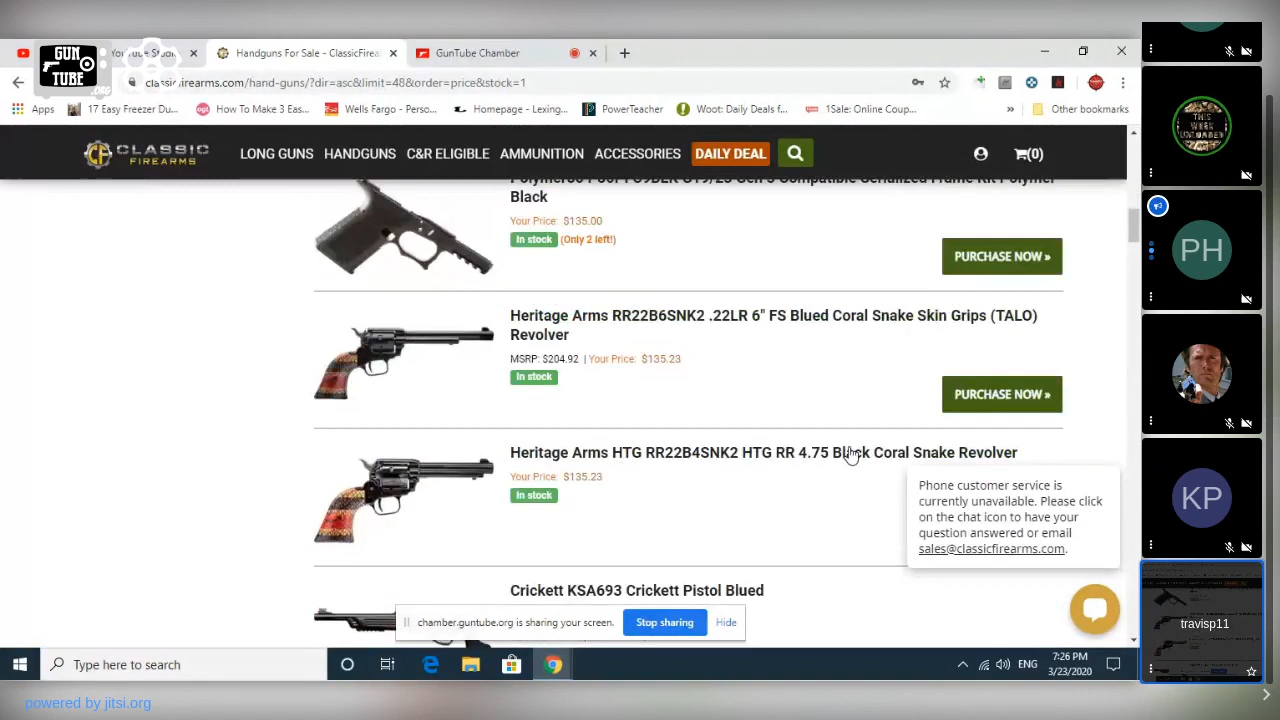 GUN
TUBE
.ORG
YouTube Studio
Handguns For Sale - ClassicFirea
GunTube Chamber
classicfirearms.com/hand-guns/?dir=asc&limit=48&order=price&stock=1
Apps
17 Easy Freezer Du...
How To Make 3 Eas...
Wells Fargo - Perso...
Homepage - Lexing...
PowerTeacher
Woot: Daily Deals f...
1Sale: Online Coup...
»
Other bookmarks
CLASSIC
FIREARMS
LONG GUNS
HANDGUNS
C&R ELIGIBLE
AMMUNITION
ACCESSORIES
DAILY DEAL
(0)
Black
Your Price: $135.00
In stock (Only 2 left!)
PURCHASE NOW »
Heritage Arms RR22B6SNK2 .22LR 6" FS Blued Coral Snake Skin Grips (TALO)
Revolver
MSRP: $204.92 | Your Price: $135.23
In stock
PURCHASE NOW »
Heritage Arms HTG RR22B4SNK2 HTG RR 4.75 Black Coral Snake Revolver
Your Price: $135.23
In stock
Phone customer service is
currently unavailable. Please click
on the chat icon to have your
question answered or email
sales@classicfirearms.com.
Crickett KSA693 Crickett Pistol Blued
chamber.guntube.org is sharing your screen.
Stop sharing
Hide
Type here to search
ENG
7:26 PM
3/23/2020
powered by jitsi.org
THIS
WEEK
UNLOADED
PH
KP
travisp11